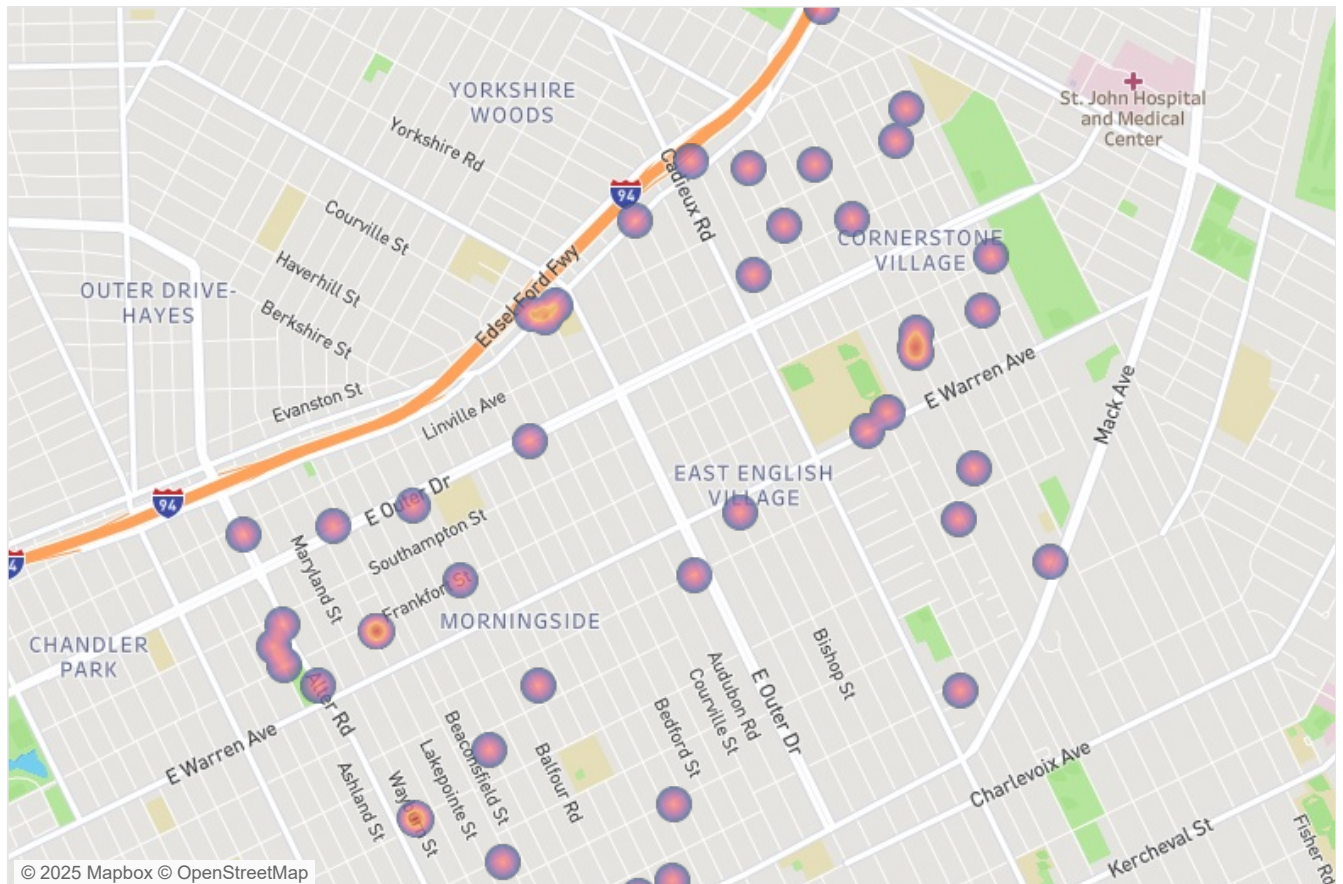 YORKSHIRE
WOODS
St. John Hospital
and Medical
Center
Yorkshire Rd
Cadieux Rd
94
Courville St
CORNERSTONE
VILLAGE
Haverhill St
Edsel Ford Fwy
OUTER DRIVE-
HAYES
Berkshire St
E Warren Ave
Evanston St
Linville Ave
Mack Ave
EAST ENGLISH
VILLAGE
94
E Outer Dr
Southampton St
4
Maryland St
Frankfort St
MORNINGSIDE
CHANDLER
PARK
Bishop St
Audubon Rd
Courville St
E Outer Dr
Alter Rd
Bedford St
E Warren Ave
Beaconsfield St
Lakepointe St
Balfour Rd
Ashland St
Wayburn St
Charlevoix Ave
Kercheval St
Fisher Rd
© 2025 Mapbox © OpenStreetMap